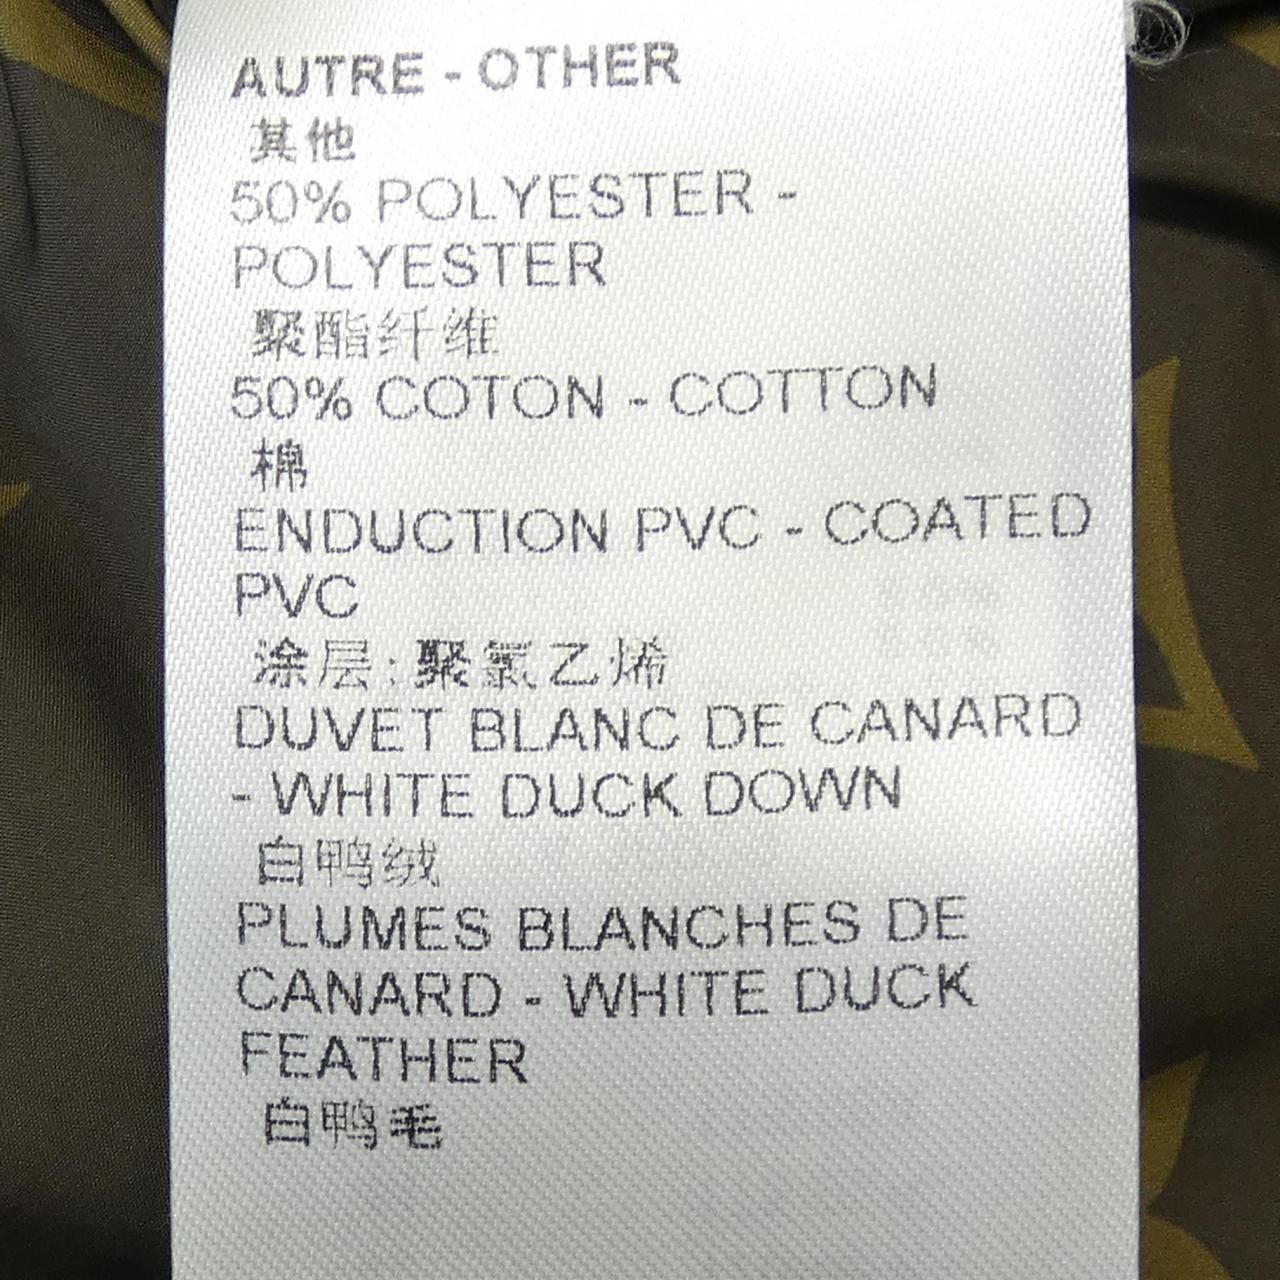 AUTRE - OTHER
其他
50% POLYESTER -
POLYESTER
聚酯纤维
50% COTON - COTTON
棉
ENDUCTION PVC - COATED
PVC
涂层:聚氯乙烯
DUVET BLANC DE CANARD
- WHITE DUCK DOWN
白鸭绒
PLUMES BLANCHES DE
CANARD - WHITE DUCK
FEATHER
白鸭毛